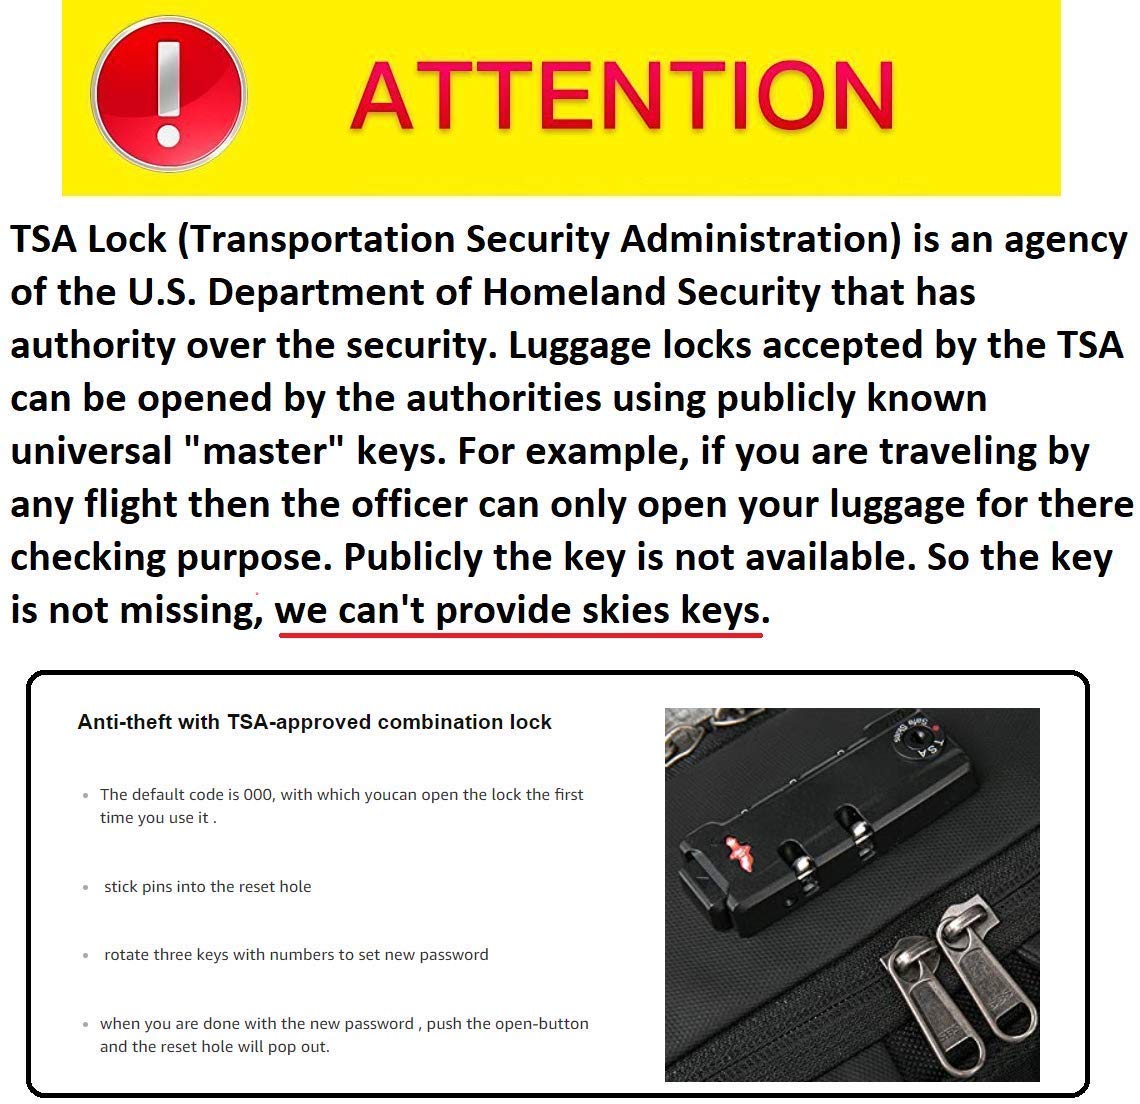 ATTENTION
TSA Lock (Transportation Security Administration) is an agency
of the U.S. Department of Homeland Security that has
authority over the security. Luggage locks accepted by the TSA
can be opened by the authorities using publicly known
universal "master" keys. For example, if you are traveling by
any flight then the officer can only open your luggage for there
checking purpose. Publicly the key is not available. So the key
is not missing, we can't provide skies keys.
Anti-theft with TSA-approved combination lock
The default code is 000, with which youcan open the lock the first
time you use it .
stick pins into the reset hole
rotate three keys with numbers to set new password
when you are done with the new password , push the open-button
and the reset hole will pop out.
Safe Skies
TSA